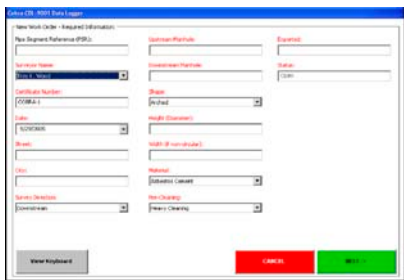 Cobra CDL-9001 Data Logger
New Work Order - Required Information:
Pipe Segment Reference (PSR):
Upstream Manhole:
Exported:
Surveyor Name:
Downstream Manhole:
Status:
Certificate Number:
Shape:
COBRA-1
Arched
Date:
Height (Diameter):
Street:
Width (if non-circular):
City:
Material:
Asbestos Cement
Survey Direction:
Pre-Cleaning:
Downstream
Heavy Cleaning
View Keyboard
CANCEL
NEXT >